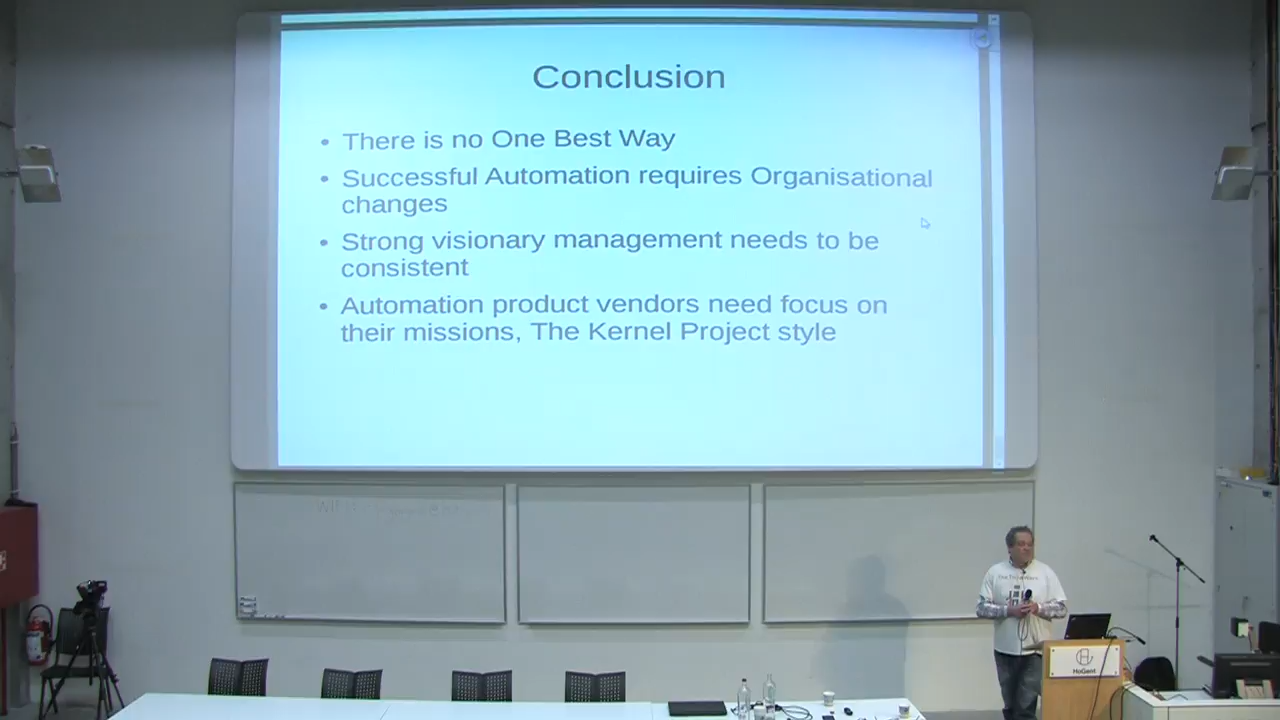 Conclusion
• There is no One Best Way
• Successful Automation requires Organisational
changes
• Strong visionary management needs to be
consistent
• Automation product vendors need focus on
their missions, The Kernel Project style
HoGent